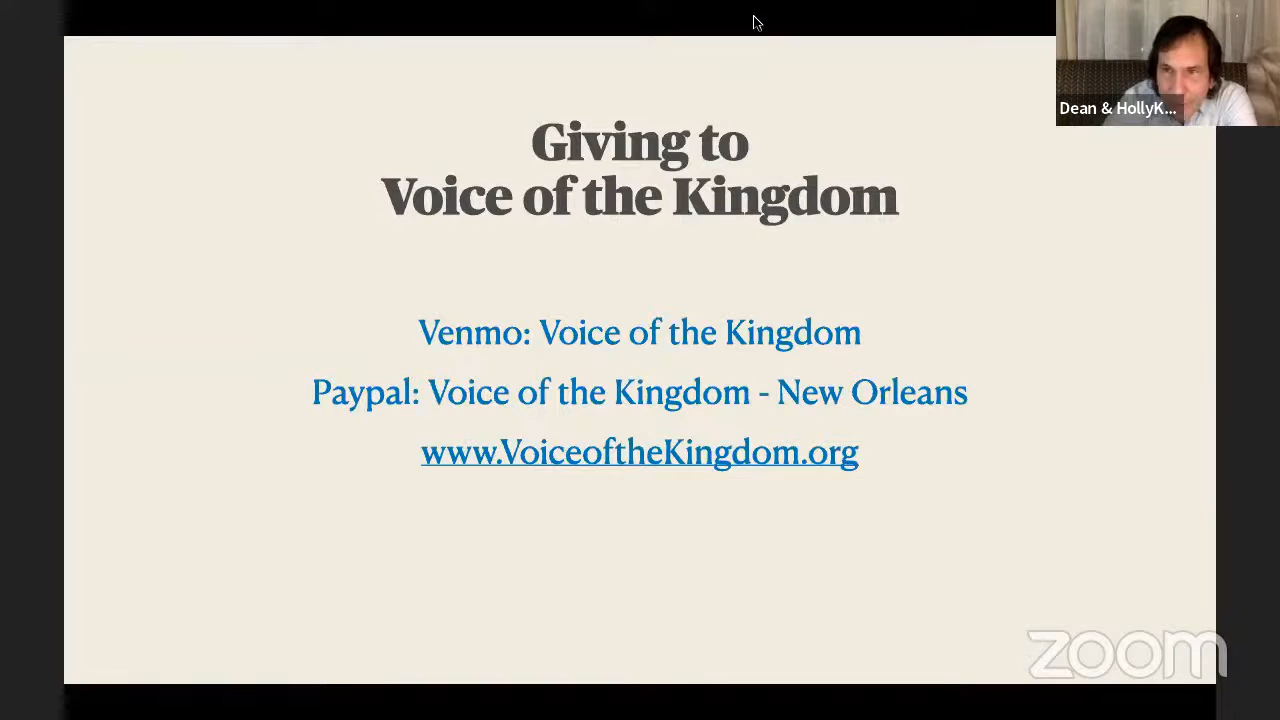 Dean & HollyK...
Giving to
Voice of the Kingdom
Venmo: Voice of the Kingdom
Paypal: Voice of the Kingdom - New Orleans
www.VoiceoftheKingdom.org
zoom